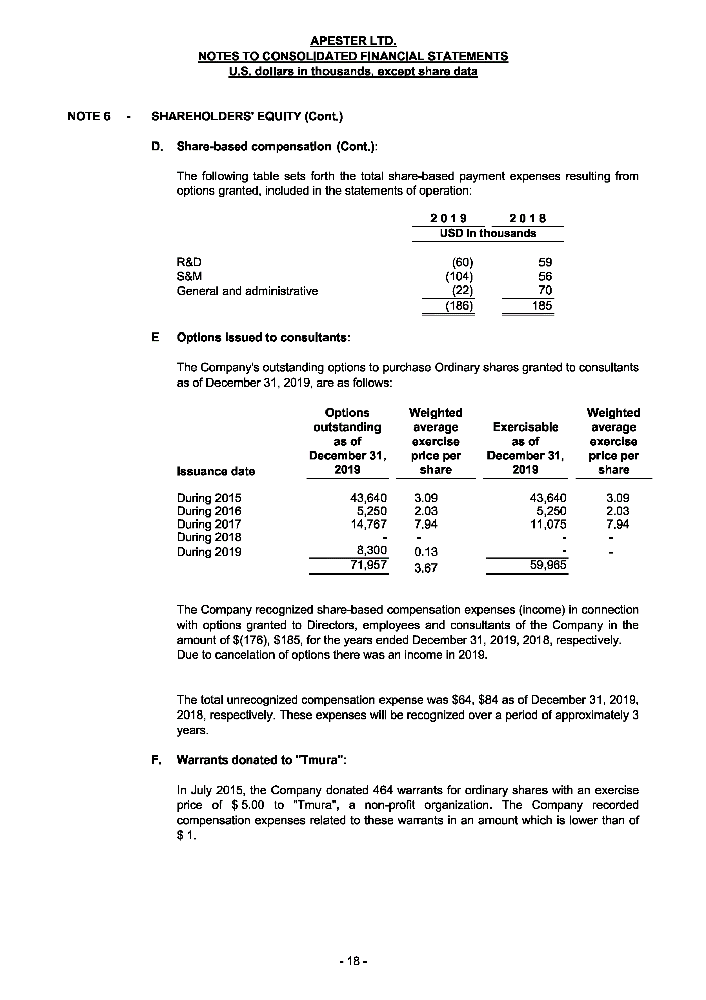 APESTER LTD.
NOTES TO CONSOLIDATED FINANCIAL STATEMENTS
U.S. dollars in thousands, except share data
NOTE 6 - SHAREHOLDERS' EQUITY (Cont.)
D. Share-based compensation (Cont.):
The following table sets forth the total share-based payment expenses resulting from
options granted, included in the statements of operation:
2 0 1 9 2 0 1 8
USD In thousands
R&D (60) 59
S&M (104) 56
General and administrative (22) 70
(186) 185
E Options issued to consultants:
The Company's outstanding options to purchase Ordinary shares granted to consultants
as of December 31, 2019, are as follows:
Options Weighted Weighted
outstanding average Exercisable average
as of exercise as of exercise
December 31, price per December 31, price per
Issuance date 2019 share 2019 share
During 2015 43,640 3.09 43,640 3.09
During 2016 5,250 2.03 5,250 2.03
During 2017 14,767 7.94 11,075 7.94
During 2018 - - - -
During 2019 8,300 0.13 - -
71,957 3.67 59,965
The Company recognized share-based compensation expenses (income) in connection
with options granted to Directors, employees and consultants of the Company in the
amount of $(176), $185, for the years ended December 31, 2019, 2018, respectively.
Due to cancelation of options there was an income in 2019.
The total unrecognized compensation expense was $64, $84 as of December 31, 2019,
2018, respectively. These expenses will be recognized over a period of approximately 3
years.
F. Warrants donated to "Tmura":
In July 2015, the Company donated 464 warrants for ordinary shares with an exercise
price of $ 5.00 to "Tmura", a non-profit organization. The Company recorded
compensation expenses related to these warrants in an amount which is lower than of
$ 1.
- 18 -